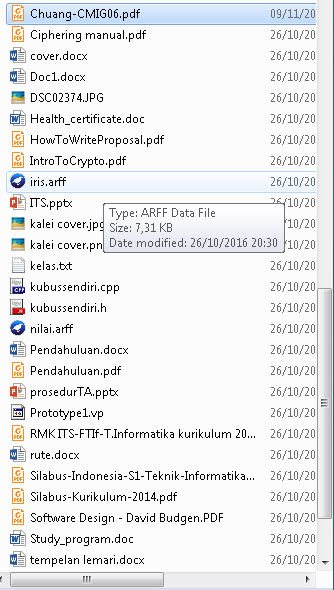 Chuang-CMIG06.pdf 09/11/20
Ciphering manual.pdf 26/10/20
cover.docx 26/10/20
Doc1.docx 26/10/20
DSC02374.JPG 26/10/20
Health_certificate.doc 26/10/20
HowToWriteProposal.pdf 26/10/20
IntroToCrypto.pdf 26/10/20
iris.arff 26/10/20
ITS.pptx 26/10/20
Type: ARFF Data File
kalei cover.jpg 26/10/20
Size: 7,31 KB
kalei cover.pn 26/10/20
Date modified: 26/10/2016 20:30
kelas.txt 26/10/20
kubussendiri.cpp 26/10/20
kubussendiri.h 26/10/20
nilai.arff 26/10/20
Pendahuluan.docx 26/10/20
Pendahuluan.pdf 26/10/20
prosedurTA.pptx 26/10/20
Prototype1.vp 26/10/20
RMK ITS-FTIf-T.Informatika kurikulum 20... 26/10/20
rute.docx 26/10/20
Silabus-Indonesia-S1-Teknik-Informatika... 26/10/20
Silabus-Kurikulum-2014.pdf 26/10/20
Software Design - David Budgen.PDF 26/10/20
Study_program.doc 26/10/20
tempelan lemari.docx 26/10/20